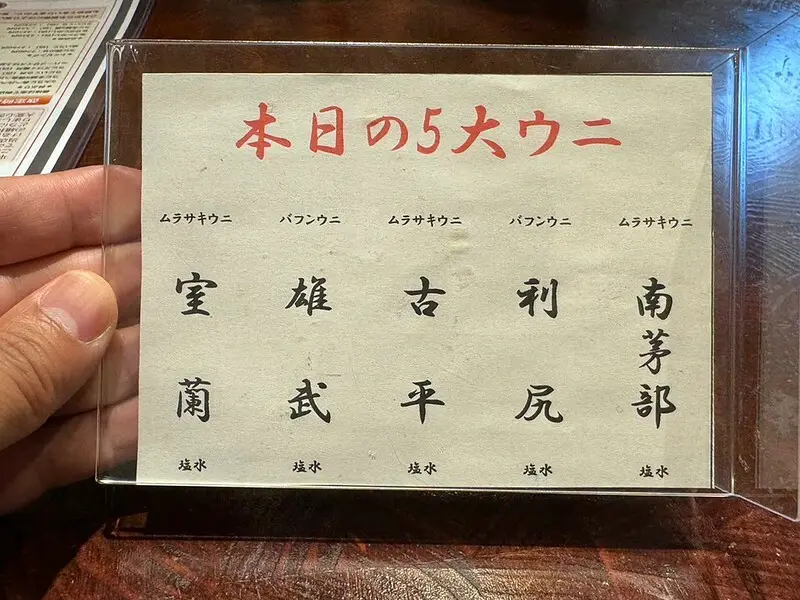 本日の5大ウニ
ムラサキウニ
南茅部
塩水
バフンウニ
利尻
塩水
ムラサキウニ
古平
塩水
バフンウニ
雄武
塩水
ムラサキウニ
室蘭
塩水